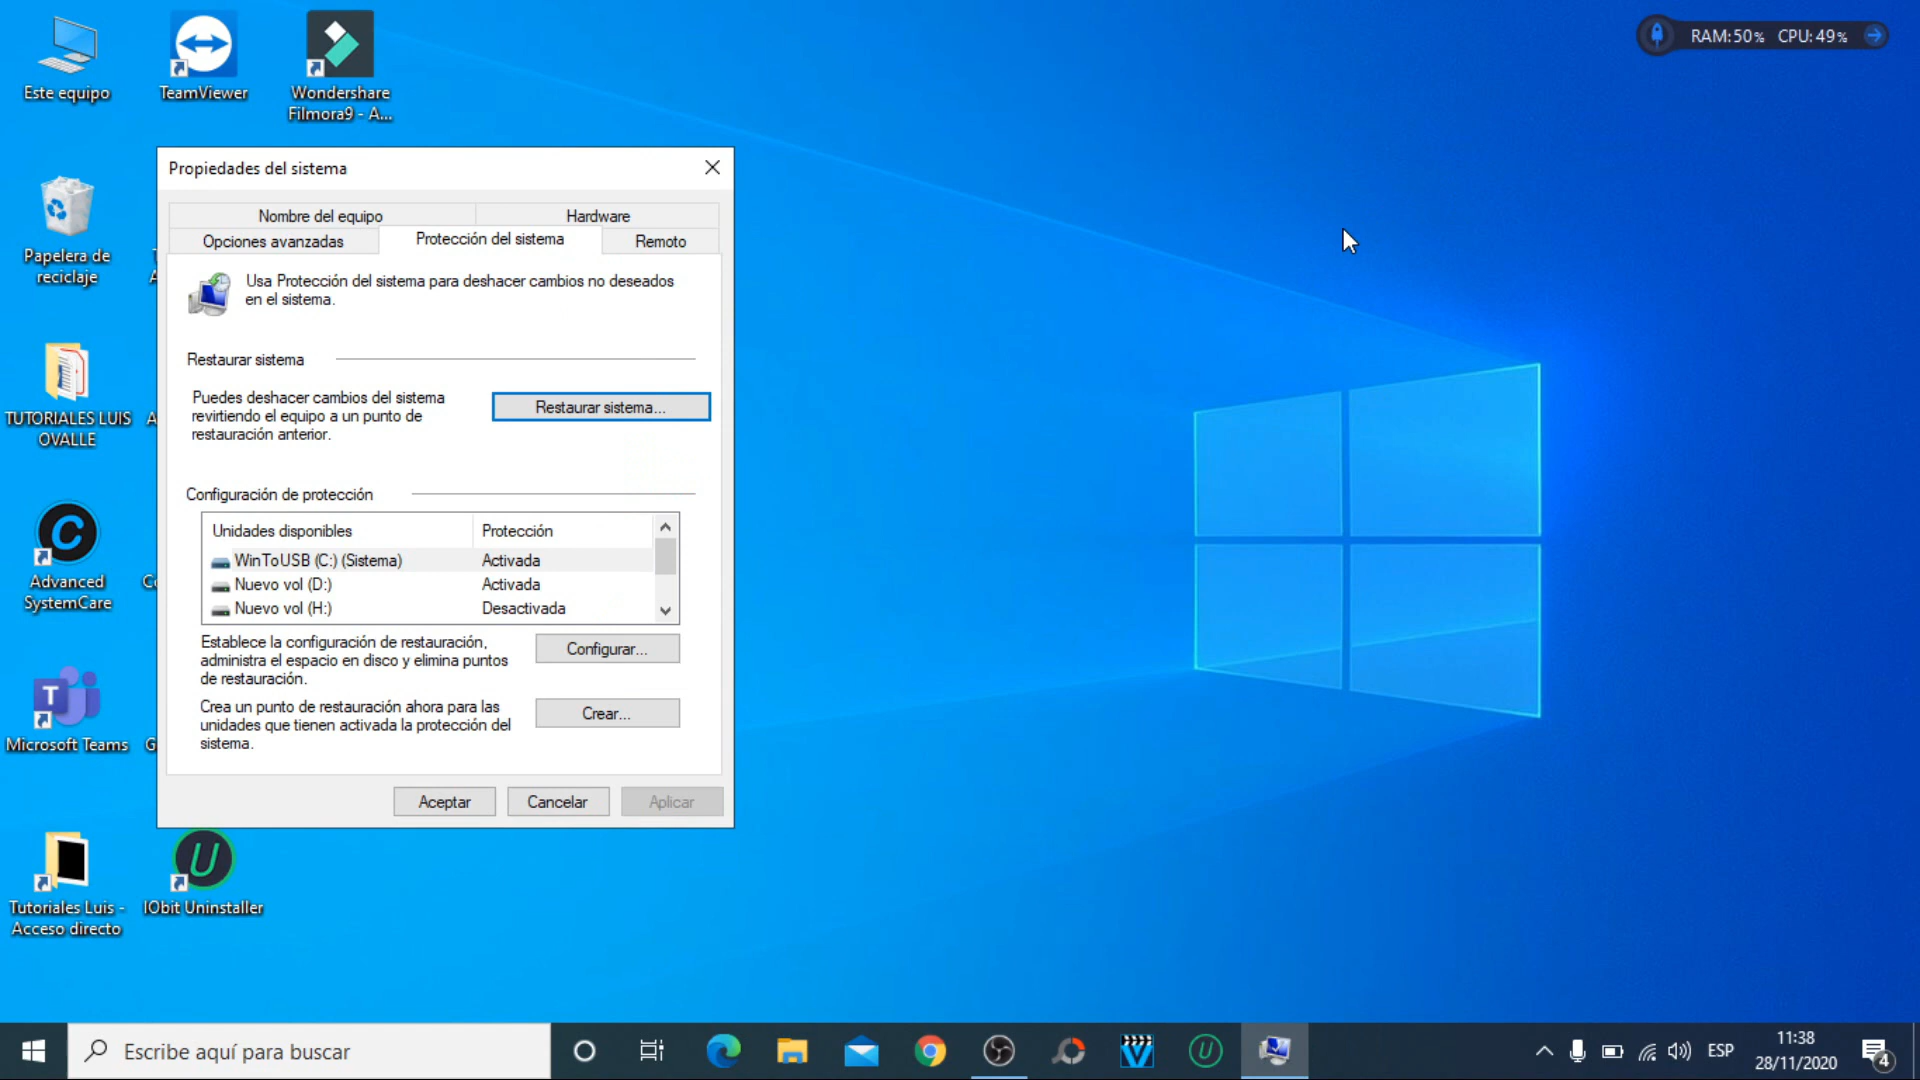 RAM:50% CPU:49%
Este equipo
TeamViewer
Wondershare
Filmora9 - A...
Papelera de
reciclaje
TUTORIALES LUIS
OVALLE
Advanced
SystemCare
Microsoft Teams
Tutoriales Luis -
Acceso directo
IObit Uninstaller
Propiedades del sistema
Nombre del equipo
Hardware
Opciones avanzadas
Protección del sistema
Remoto
Usa Protección del sistema para deshacer cambios no deseados
en el sistema.
Restaurar sistema
Puedes deshacer cambios del sistema
revirtiendo el equipo a un punto de
restauración anterior.
Restaurar sistema...
Configuración de protección
Unidades disponibles Protección
WinToUSB (C:) (Sistema) Activada
Nuevo vol (D:) Activada
Nuevo vol (H:) Desactivada
Establece la configuración de restauración,
administra el espacio en disco y elimina puntos
de restauración.
Configurar...
Crea un punto de restauración ahora para las
unidades que tienen activada la protección del
sistema.
Crear...
Aceptar
Cancelar
Aplicar
Escribe aquí para buscar
ESP
11:38
28/11/2020
4